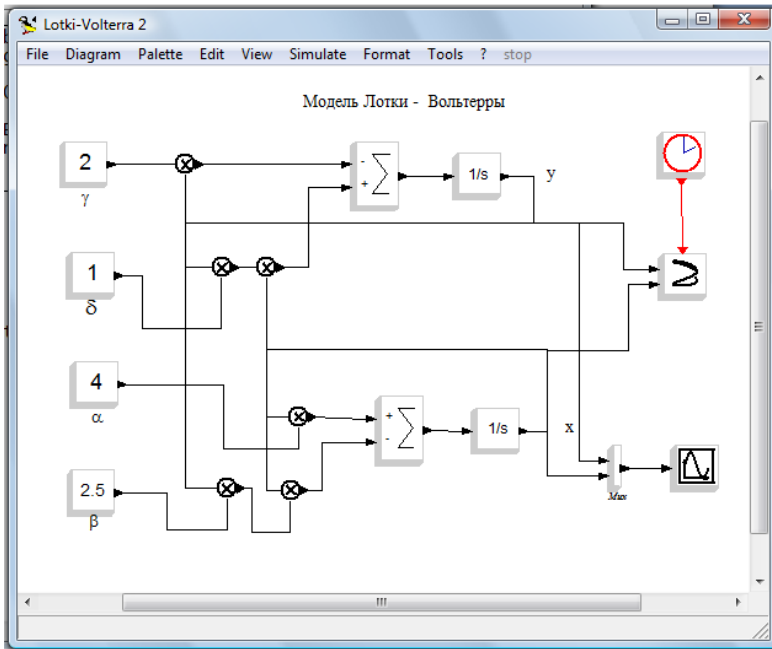 Lotki-Volterra 2
File Diagram Palette Edit View Simulate Format Tools ? stop
Модель Лотки - Вольтерры
2
γ
-
+
1/s
y
1
δ
4
α
+
-
1/s
x
2.5
β
Mux